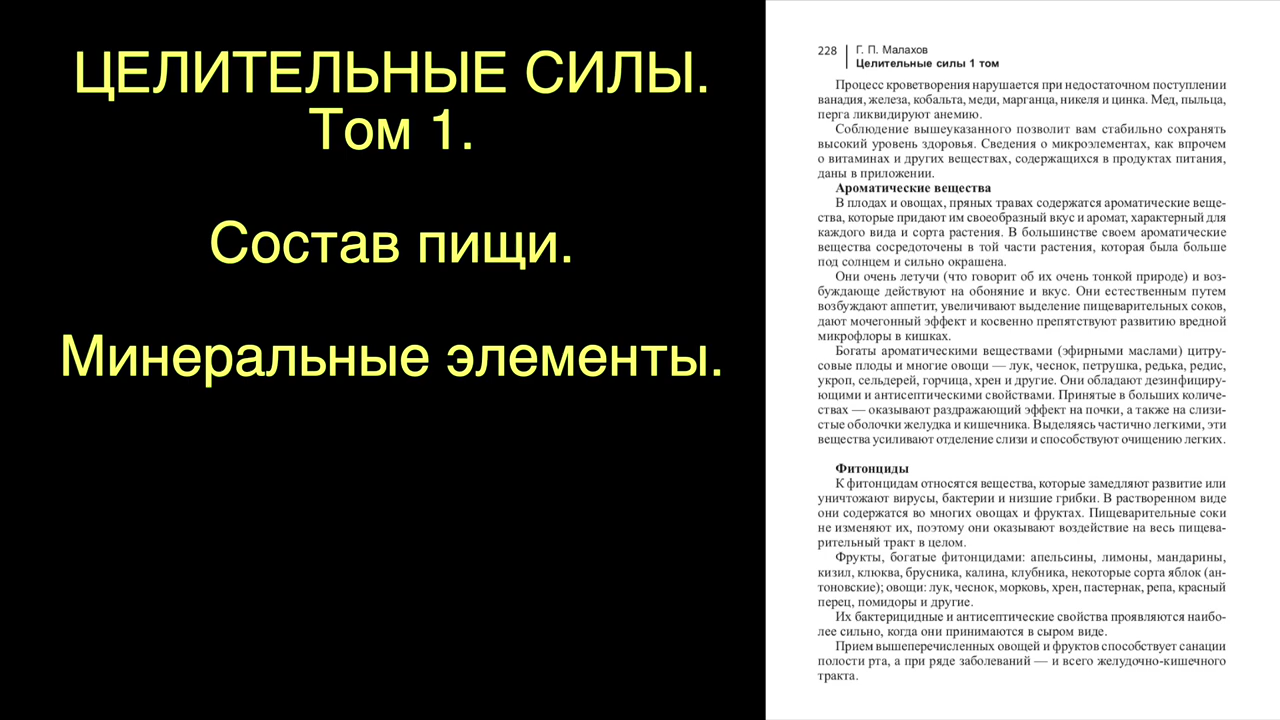 ЦЕЛИТЕЛЬНЫЕ СИЛЫ.
Том 1.
Состав пищи.
Минеральные элементы.
228
Г. П. Малахов
Целительные силы 1 том
Процесс кроветворения нарушается при недостаточном поступлении
ванадия, железа, кобальта, меди, марганца, никеля и цинка. Мед, пыльца,
перга ликвидируют анемию.
Соблюдение вышеуказанного позволит вам стабильно сохранять
высокий уровень здоровья. Сведения о микроэлементах, как впрочем
о витаминах и других веществах, содержащихся в продуктах питания,
даны в приложении.
Ароматические вещества
В плодах и овощах, пряных травах содержатся ароматические веще-
ства, которые придают им своеобразный вкус и аромат, характерный для
каждого вида и сорта растения. В большинстве своем ароматические
вещества сосредоточены в той части растения, которая была больше
под солнцем и сильно окрашена.
Они очень летучи (что говорит об их очень тонкой природе) и воз-
буждающе действуют на обоняние и вкус. Они естественным путем
возбуждают аппетит, увеличивают выделение пищеварительных соков,
дают мочегонный эффект и косвенно препятствуют развитию вредной
микрофлоры в кишках.
Богаты ароматическими веществами (эфирными маслами) цитру-
совые плоды и многие овощи — лук, чеснок, петрушка, редька, редис,
укроп, сельдерей, горчица, хрен и другие. Они обладают дезинфициру-
ющими и антисептическими свойствами. Принятые в больших количе-
ствах — оказывают раздражающий эффект на почки, а также на слизи-
стые оболочки желудка и кишечника. Выделяясь частично легкими, эти
вещества усиливают отделение слизи и способствуют очищению легких.
Фитонциды
К фитонцидам относятся вещества, которые замедляют развитие или
уничтожают вирусы, бактерии и низшие грибки. В растворенном виде
они содержатся во многих овощах и фруктах. Пищеварительные соки
не изменяют их, поэтому они оказывают воздействие на весь пищева-
рительный тракт в целом.
Фрукты, богатые фитонцидами: апельсины, лимоны, мандарины,
кизил, клюква, брусника, калина, клубника, некоторые сорта яблок (ан-
тоновские); овощи: лук, чеснок, морковь, хрен, пастернак, репа, красный
перец, помидоры и другие.
Их бактерицидные и антисептические свойства проявляются наибо-
лее сильно, когда они принимаются в сыром виде.
Прием вышеперечисленных овощей и фруктов способствует санации
полости рта, а при ряде заболеваний — и всего желудочно-кишечного
тракта.